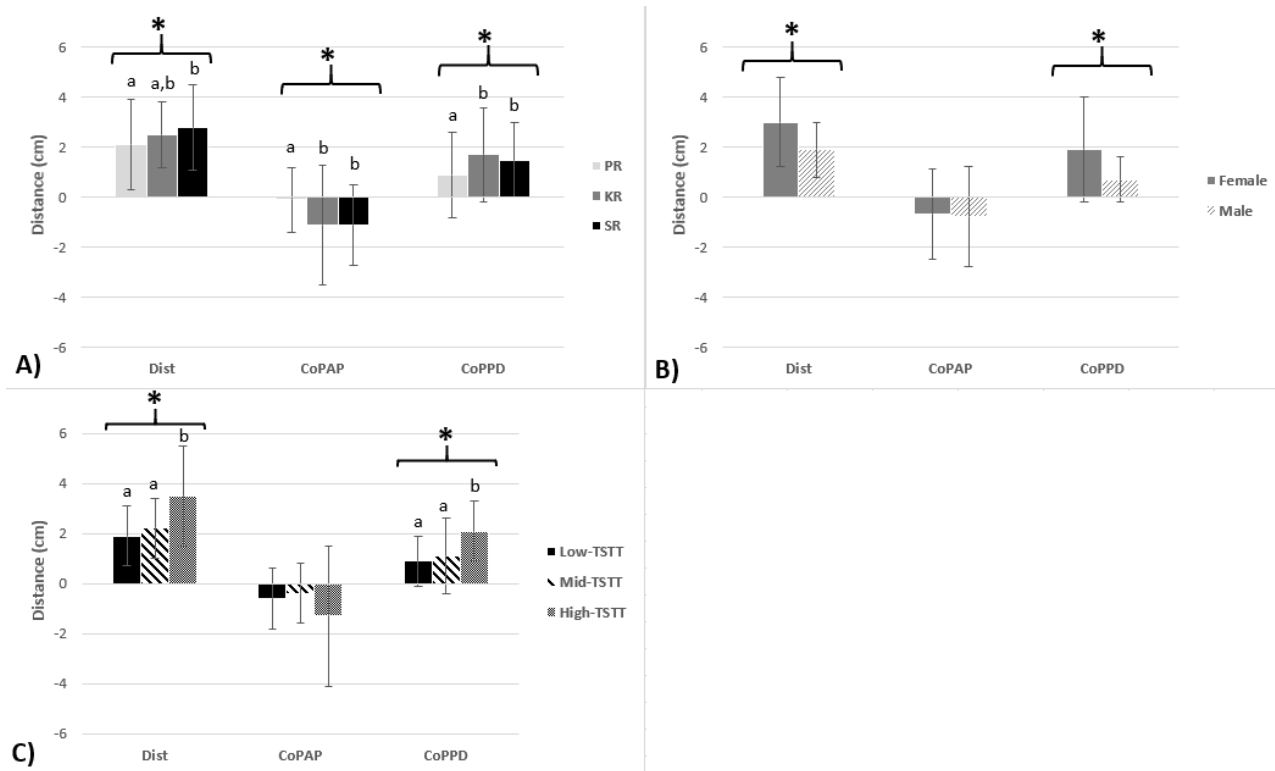 * * *
6
4
2
0
-2
-4
-6
Distance (cm)
a a,b b
a b b
a b b
PR
KR
SR
Dist CoPAP CoPPD
A)
* *
6
4
2
0
-2
-4
-6
Distance (cm)
Female
Male
Dist CoPAP CoPPD
B)
* *
6
4
2
0
-2
-4
-6
Distance (cm)
a a b
a a b
Low-TSTT
Mid-TSTT
High-TSTT
Dist CoPAP CoPPD
C)